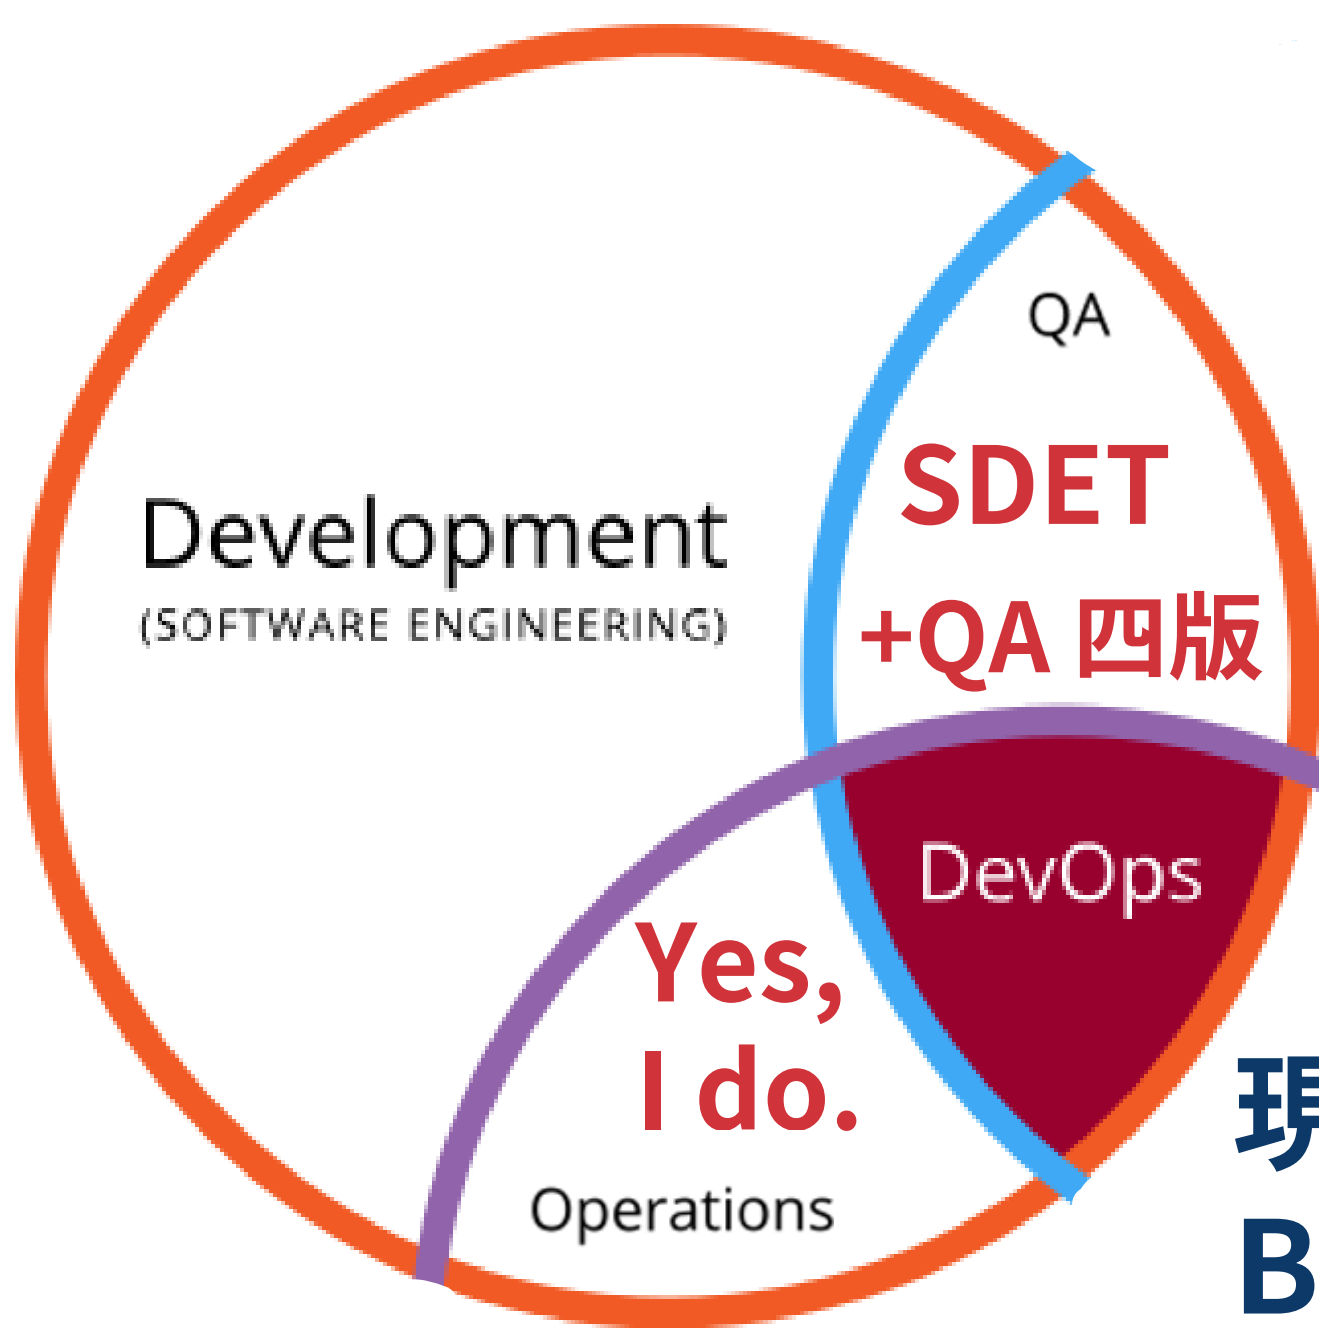 QA
SDET
+QA 四版
Development
(SOFTWARE ENGINEERING)
DevOps
Yes,
I do.
Operations
B